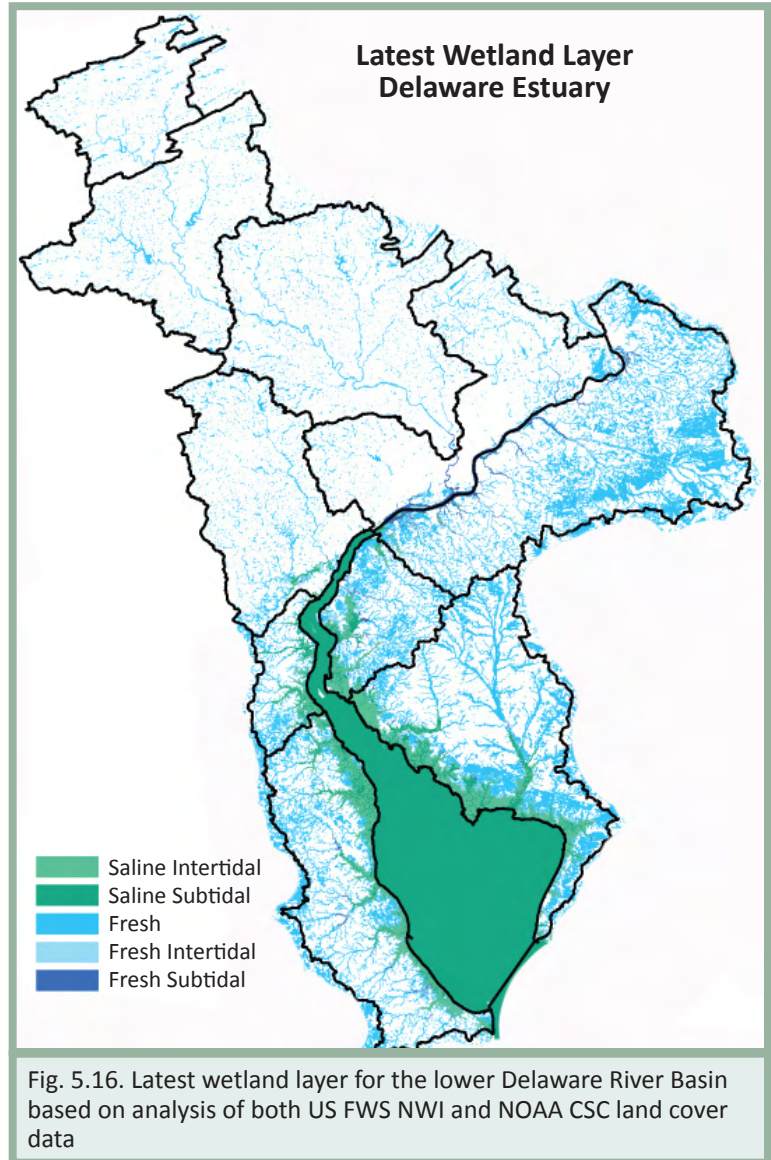 Latest Wetland Layer
Delaware Estuary
Saline Intertidal
Saline Subtidal
Fresh
Fresh Intertidal
Fresh Subtidal
Fig. 5.16. Latest wetland layer for the lower Delaware River Basin
based on analysis of both US FWS NWI and NOAA CSC land cover
data